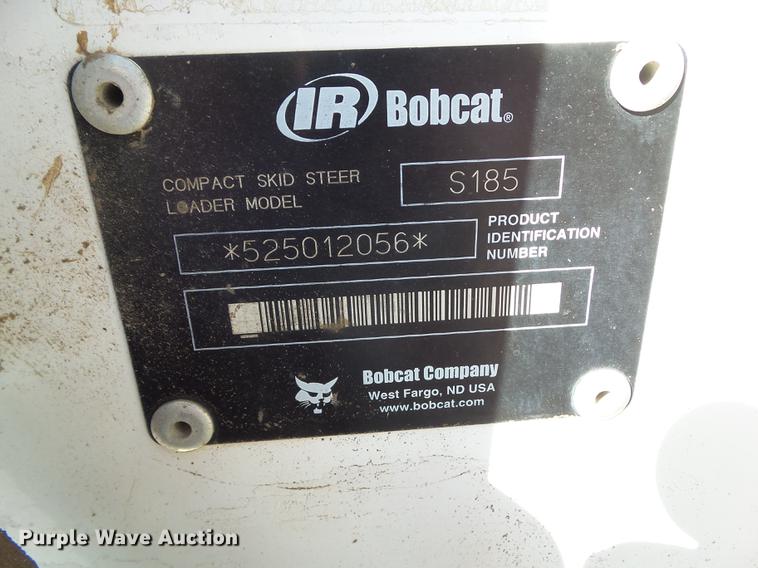 IR Bobcat®
COMPACT SKID STEER
LOADER MODEL
S185
*525012056*
PRODUCT
IDENTIFICATION
NUMBER
Bobcat Company
West Fargo, ND USA
www.bobcat.com
Purple Wave Auction